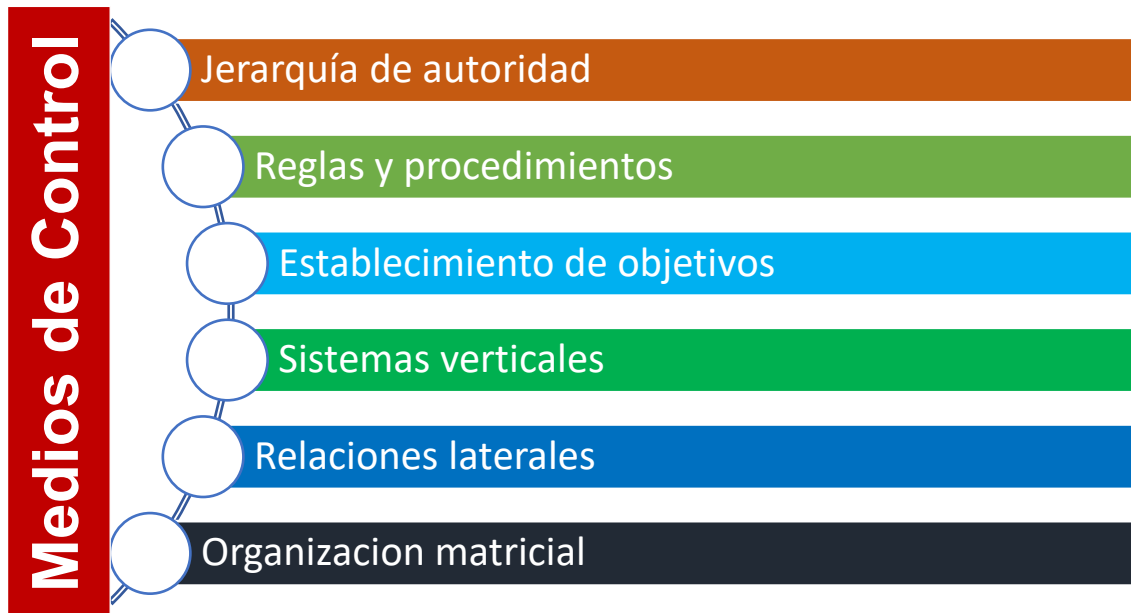 Medios de Control
Jerarquía de autoridad
Reglas y procedimientos
Establecimiento de objetivos
Sistemas verticales
Relaciones laterales
Organizacion matricial